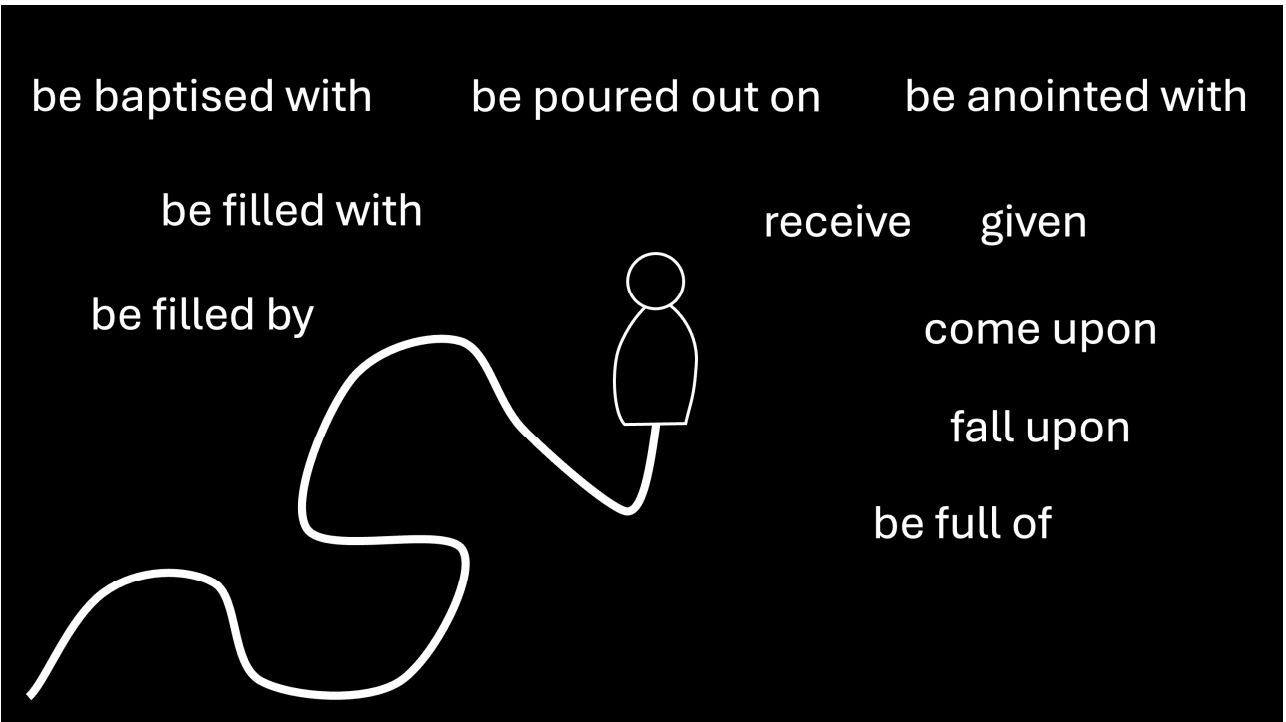 be baptised with
be poured out on
be anointed with
be filled with
receive
given
be filled by
come upon
fall upon
be full of